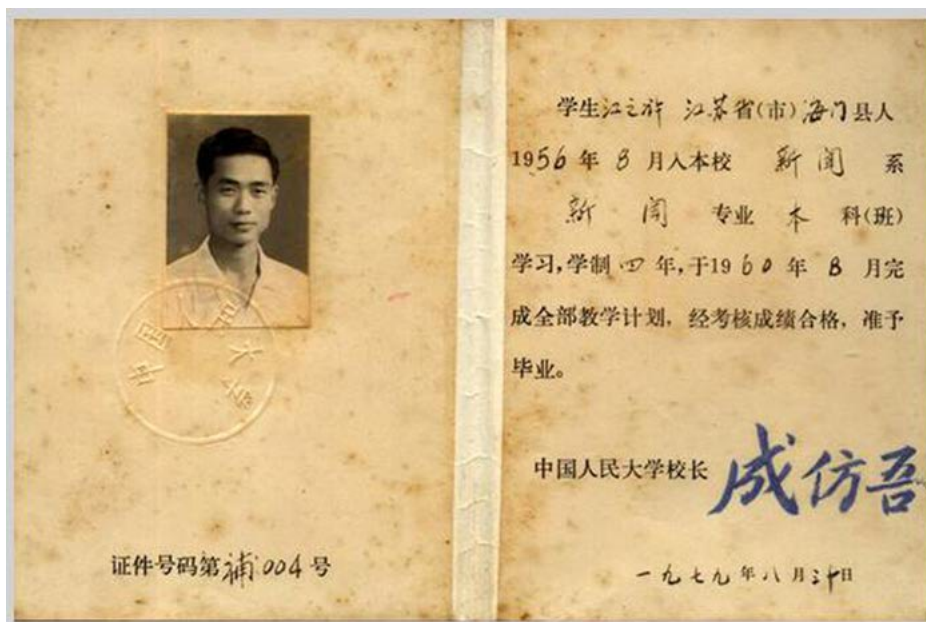 中国人民大学
证件号码第补004号
学生江之 江苏省(市)海门县人
1956年8月入本校 新闻 系
新闻 专业 本 科(班)
学习,学制四年,于1960年8月完
成全部教学计划，经考核成绩合格，准予
毕业。
中国人民大学校长 成仿吾
一九七九年八月三十日